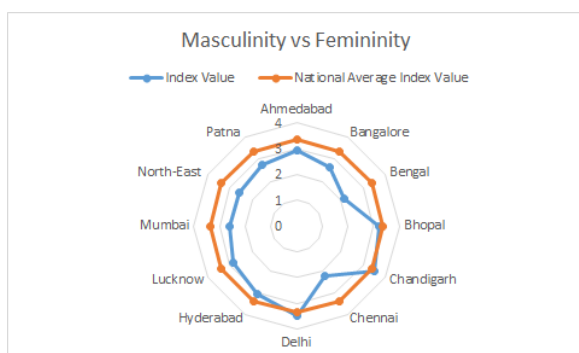 Masculinity vs Femininity
Index Value National Average Index Value
Ahmedabad
Patna Bangalore
4
3
North-East Bengal
2
1
Mumbai 0 Bhopal
Lucknow Chandigarh
Hyderabad Chennai
Delhi